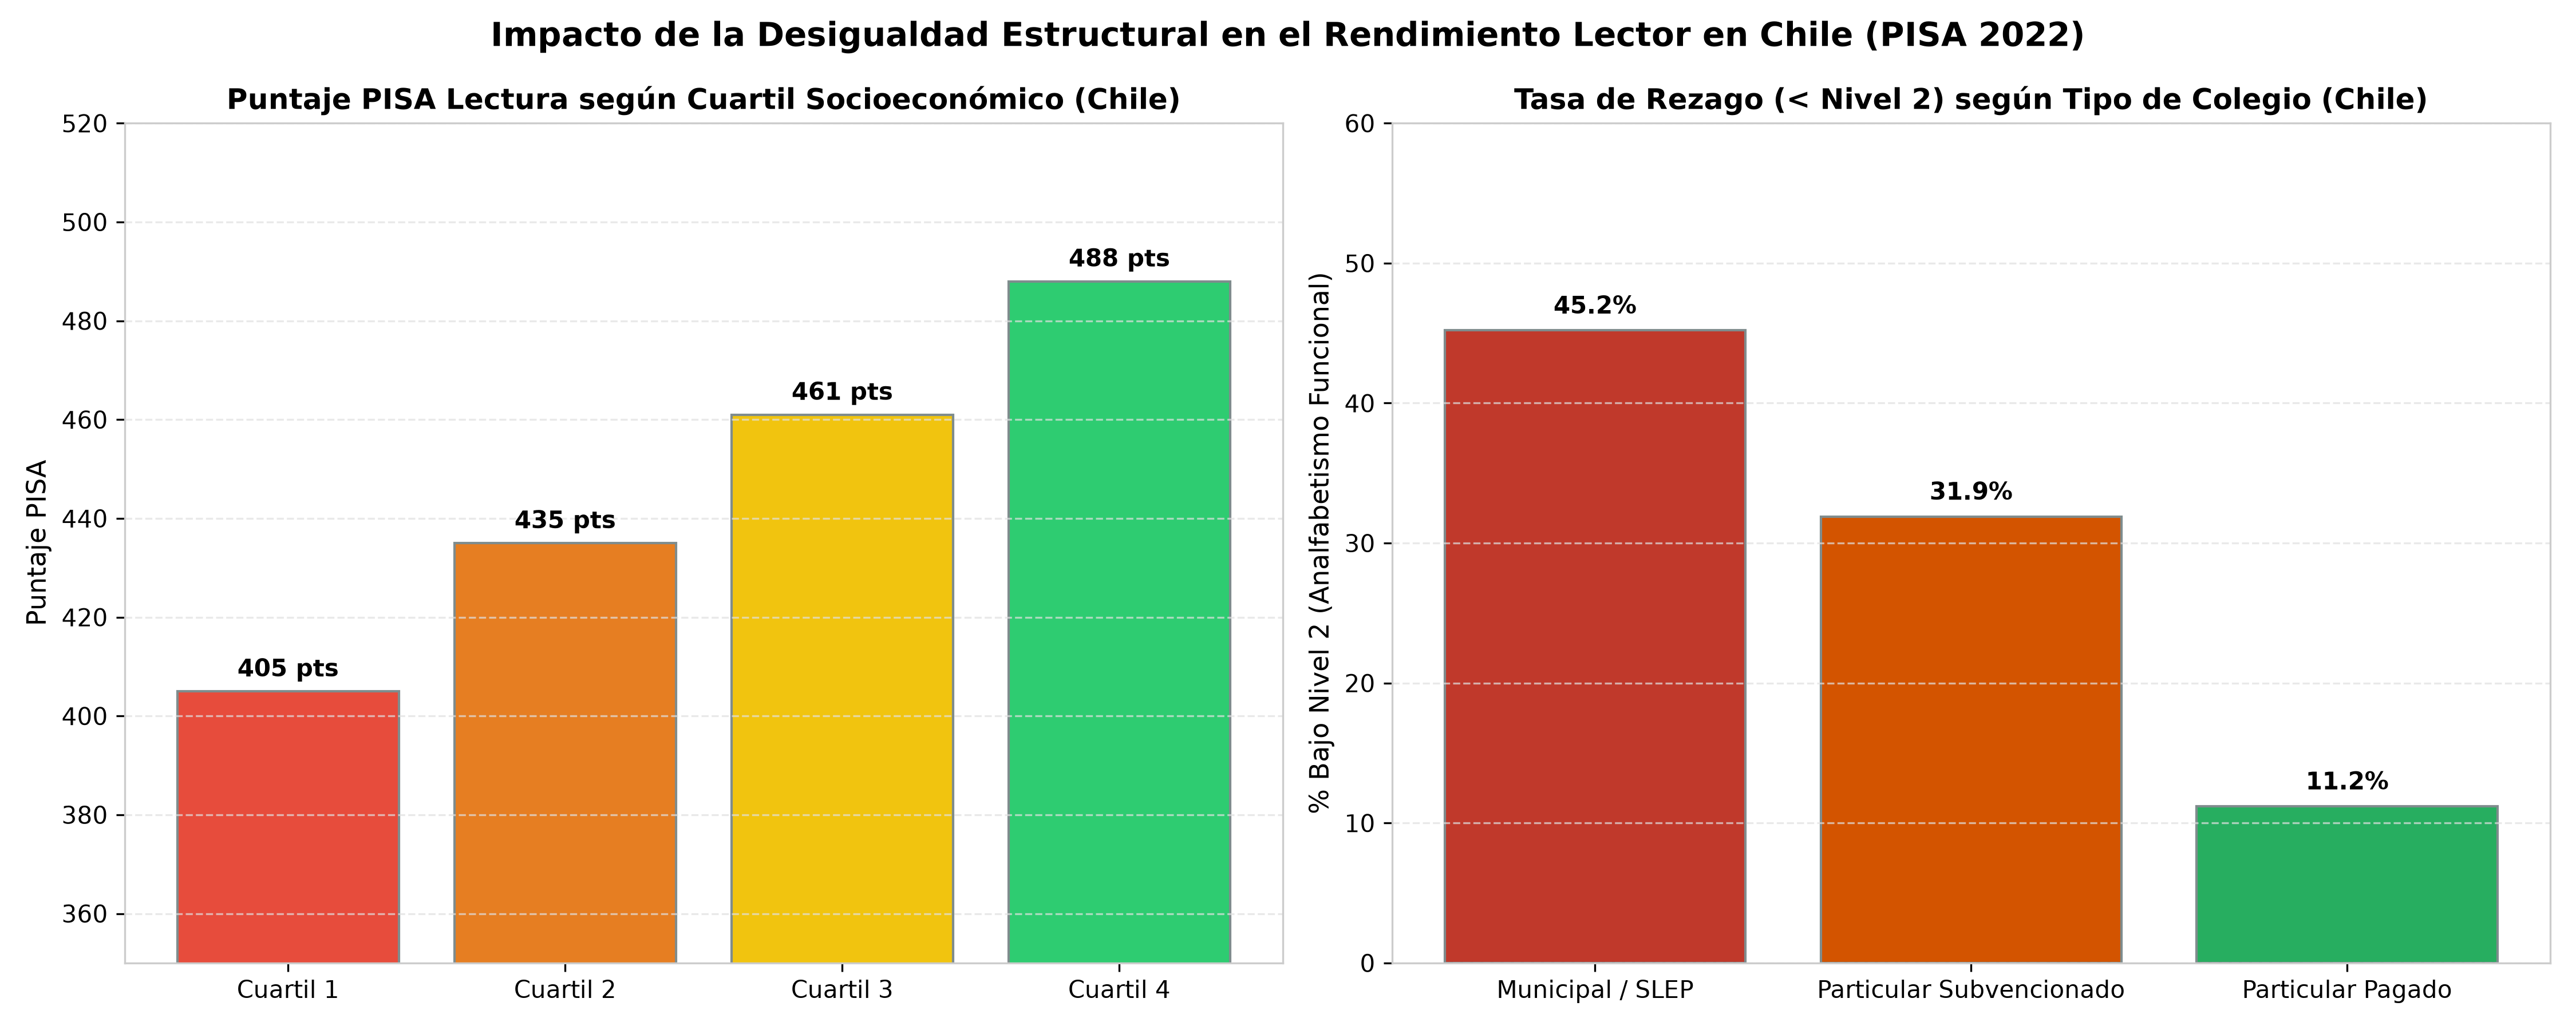 Impacto de la Desigualdad Estructural en el Rendimiento Lector en Chile (PISA 2022)
Puntaje PISA Lectura según Cuartil Socioeconómico (Chile)
Puntaje PISA
520
500
480
460
440
420
400
380
360
405 pts
435 pts
461 pts
488 pts
Cuartil 1
Cuartil 2
Cuartil 3
Cuartil 4
Tasa de Rezago (< Nivel 2) según Tipo de Colegio (Chile)
% Bajo Nivel 2 (Analfabetismo Funcional)
60
50
40
30
20
10
0
45.2%
31.9%
11.2%
Municipal / SLEP
Particular Subvencionado
Particular Pagado